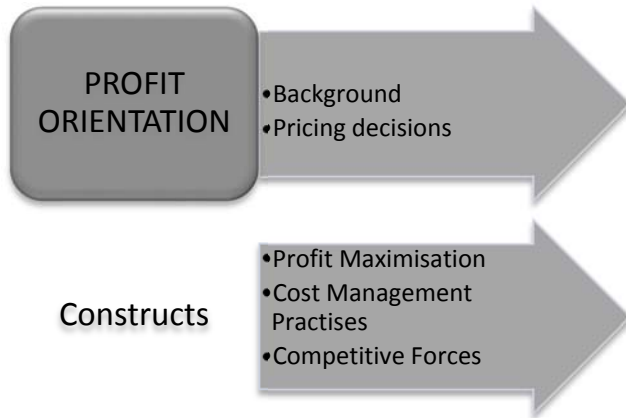 PROFIT
ORIENTATION
•Background
•Pricing decisions
Constructs
•Profit Maximisation
•Cost Management
Practises
•Competitive Forces